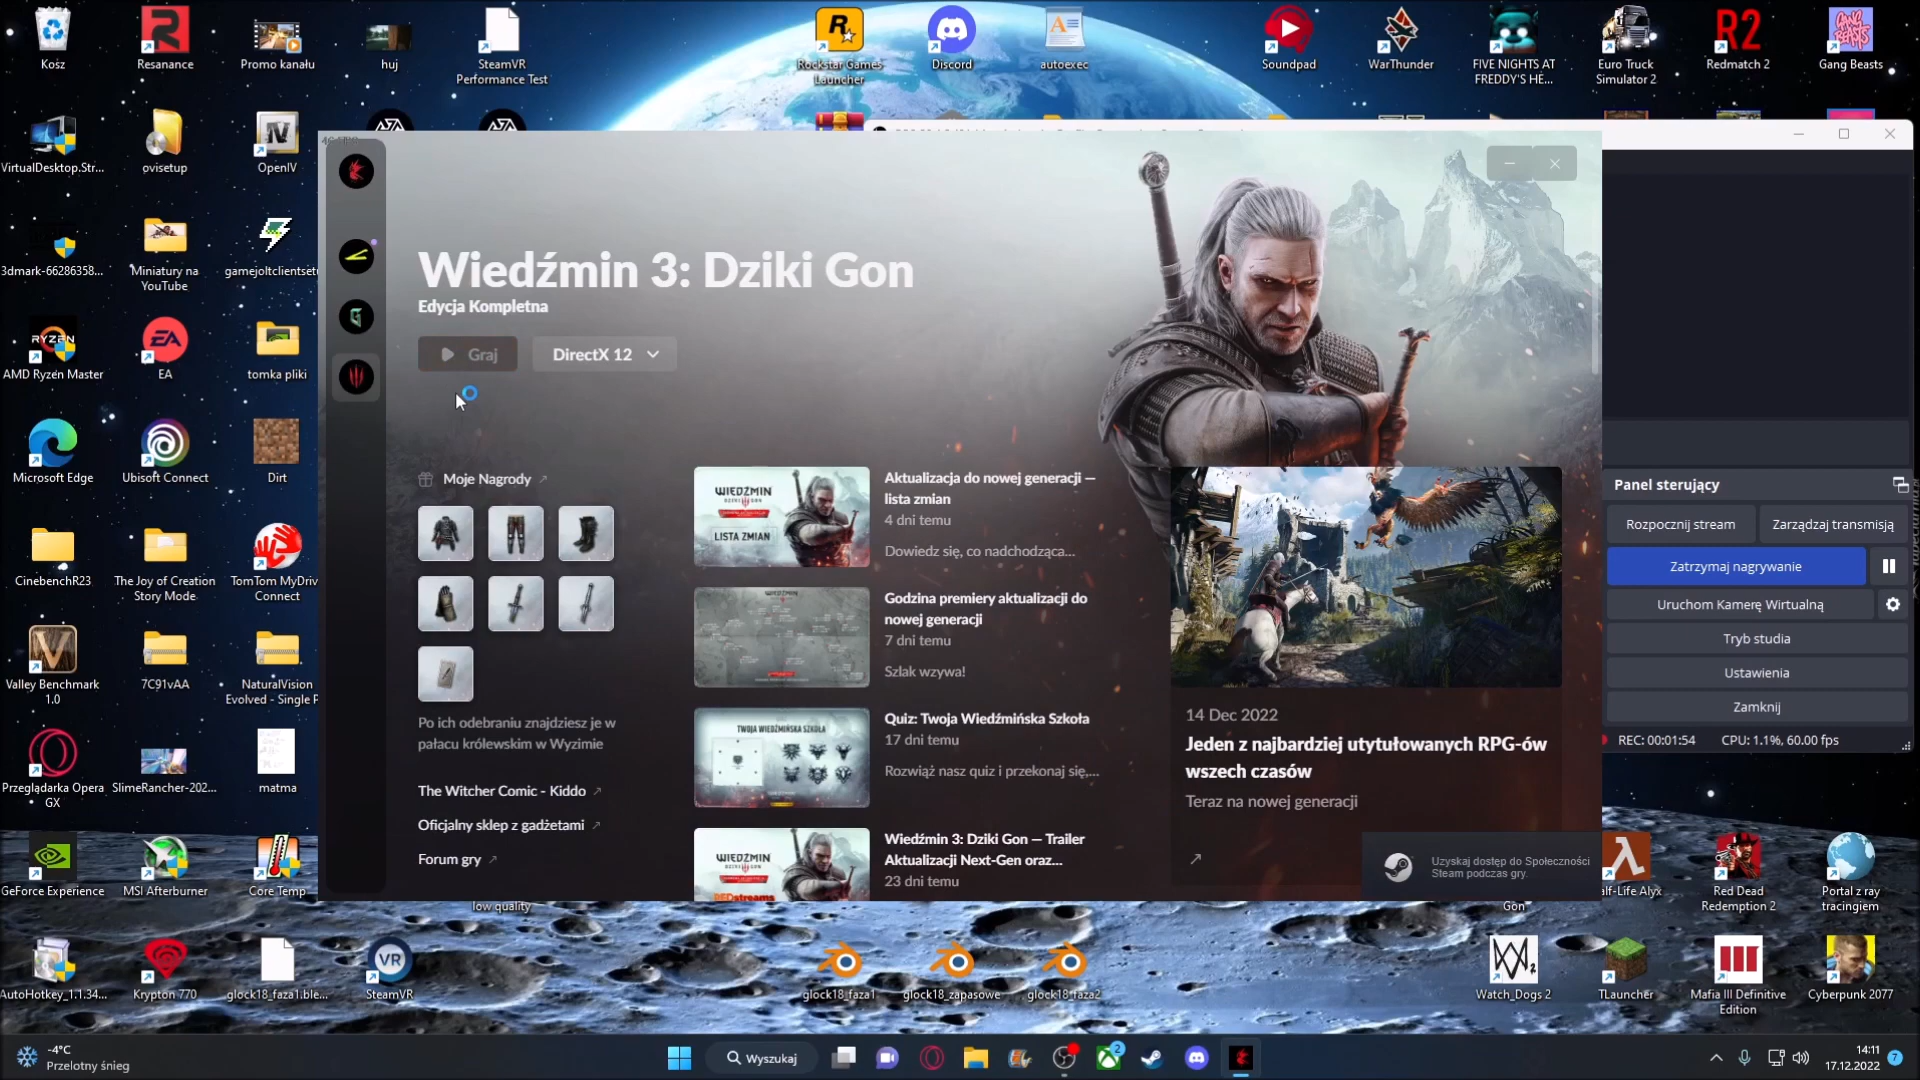 Kosz
Resanance
Promo kanału
huj
SteamVR
Performance Test
Rockstar Games
Launcher
Discord
autoexec
Soundpad
WarThunder
FIVE NIGHTS AT
FREDDY'S HE...
Euro Truck
Simulator 2
Redmatch 2
Gang Beasts
VirtualDesktop.Str...
ovisetup
OpenIV
3dmark-66286358...
Miniatury na
YouTube
gamejoltclientsetu
AMD Ryzen Master
EA
tomka pliki
Microsoft Edge
Ubisoft Connect
Dirt
CinebenchR23
The Joy of Creation
Story Mode
TomTom MyDriv
Connect
Valley Benchmark
1.0
7C91vAA
NaturalVision
Evolved - Single P
Przeglądarka Opera
GX
SlimeRancher-202...
matma
GeForce Experience
MSI Afterburner
Core Temp
low quality
AutoHotkey_1.1.34...
Krypton 770
glock18_faza1.ble...
SteamVR
glock18_faza1
glock18_zapasowe
glock18_faza2
Gon
alf-Life Alyx
Red Dead
Redemption 2
Portal z ray
tracingiem
Watch_Dogs 2
TLauncher
Mafia III Definitive
Edition
Cyberpunk 2077
Wiedźmin 3: Dziki Gon
Edycja Kompletna
Graj
DirectX 12
Moje Nagrody
Po ich odebraniu znajdziesz je w
pałacu królewskim w Wyzimie
The Witcher Comic - Kiddo
Oficjalny sklep z gadżetami
Forum gry
WIEDŹMIN
LISTA ZMIAN
Aktualizacja do nowej generacji —
lista zmian
4 dni temu
Dowiedz się, co nadchodząca...
Godzina premiery aktualizacji do
nowej generacji
7 dni temu
Szlak wzywa!
TWOJA WIEDŹMIŃSKA SZKOŁA
Quiz: Twoja Wiedźmińska Szkoła
17 dni temu
Rozwiąż nasz quiz i przekonaj się,...
WIEDŹMIN
REDstreams
Wiedźmin 3: Dziki Gon — Trailer
Aktualizacji Next-Gen oraz...
23 dni temu
14 Dec 2022
Jeden z najbardziej utytułowanych RPG-ów
wszech czasów
Teraz na nowej generacji
Uzyskaj dostęp do Społeczności
Steam podczas gry.
Panel sterujący
Rozpocznij stream
Zarządzaj transmisją
Zatrzymaj nagrywanie
Uruchom Kamerę Wirtualną
Tryb studia
Ustawienia
Zamknij
REC: 00:01:54
CPU: 1.1%, 60.00 fps
-4°C
Przelotny śnieg
Wyszukaj
2
14:11
17.12.2022
7